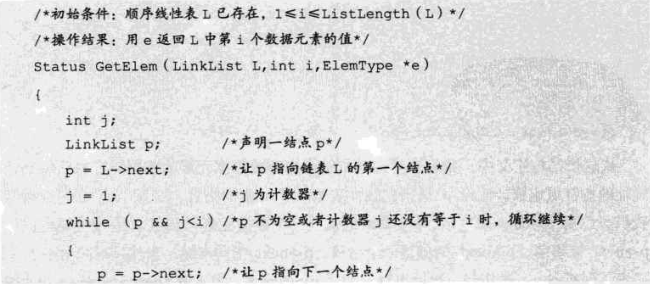 /*初始条件：顺序线性表 L 已存在，1≤i≤ListLength(L)*/
/*操作结果：用 e 返回 L 中第 i 个数据元素的值*/
Status GetElem(LinkList L,int i,ElemType *e)
{
int j;
LinkList p; /*声明一结点 p*/
p = L->next; /*让 p 指向链表 L 的第一个结点*/
j = 1; /*j 为计数器*/
while (p && j<i) /*p 不为空或者计数器 j 还没有等于 i 时，循环继续*/
{
p = p->next; /*让 p 指向下一个结点*/